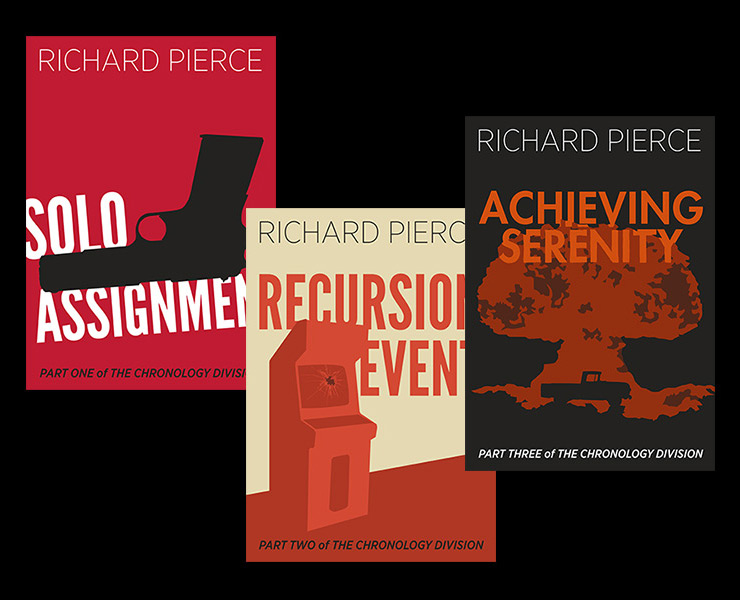 RICHARD PIERCE
SOLO
ASSIGNMEN
PART ONE of THE CHRONOLOGY DIVISI
RICHARD PIERC
RECURSION
EVENT
PART TWO of THE CHRONOLOGY DIVISION
RICHARD PIERCE
ACHIEVING
SERENITY
PART THREE of THE CHRONOLOGY DIVISION